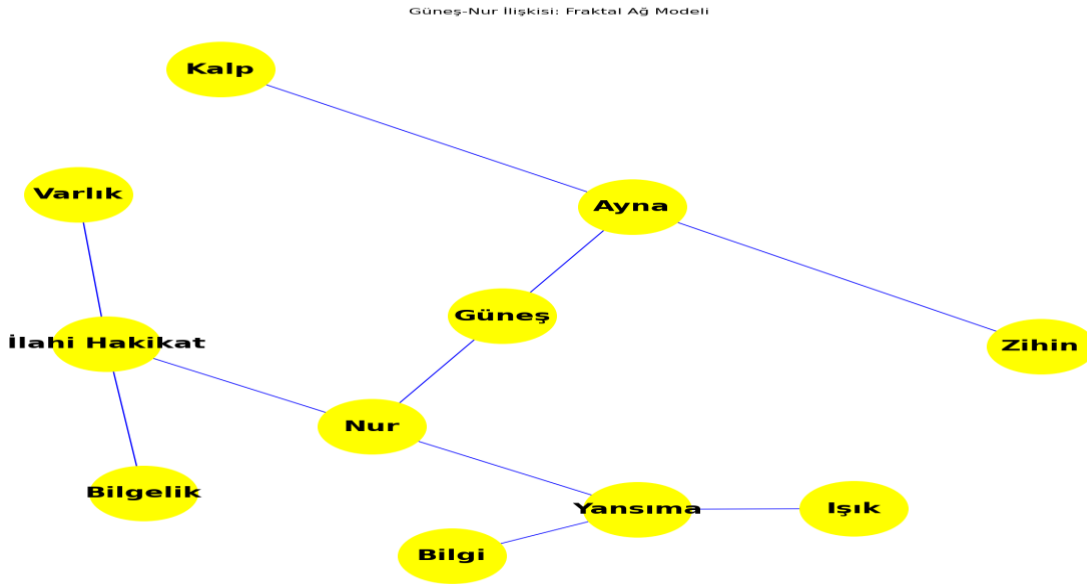 Güneş-Nur İlişkisi: Fraktal Ağ Modeli
Kalp
Varlık
Ayna
Güneş
İlahi Hakikat
Zihin
Nur
Bilgelik
Yansıma
Işık
Bilgi